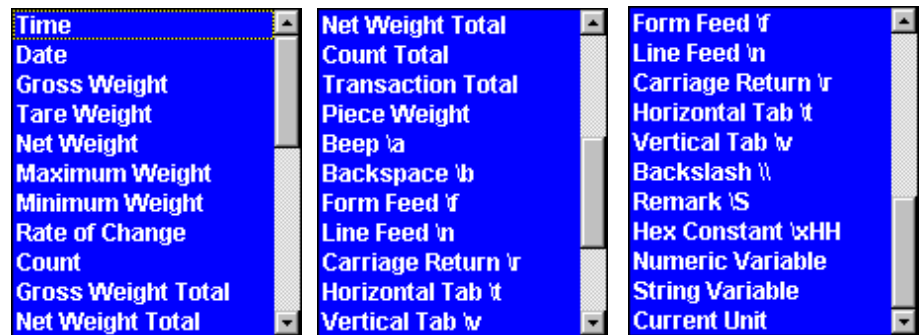 Time
Date
Gross Weight
Tare Weight
Net Weight
Maximum Weight
Minimum Weight
Rate of Change
Count
Gross Weight Total
Net Weight Total
Net Weight Total
Count Total
Transaction Total
Piece Weight
Beep \a
Backspace \b
Form Feed \f
Line Feed \n
Carriage Return \r
Horizontal Tab \t
Vertical Tab \v
Form Feed \f
Line Feed \n
Carriage Return \r
Horizontal Tab \t
Vertical Tab \v
Backslash \\
Remark \S
Hex Constant \xHH
Numeric Variable
String Variable
Current Unit